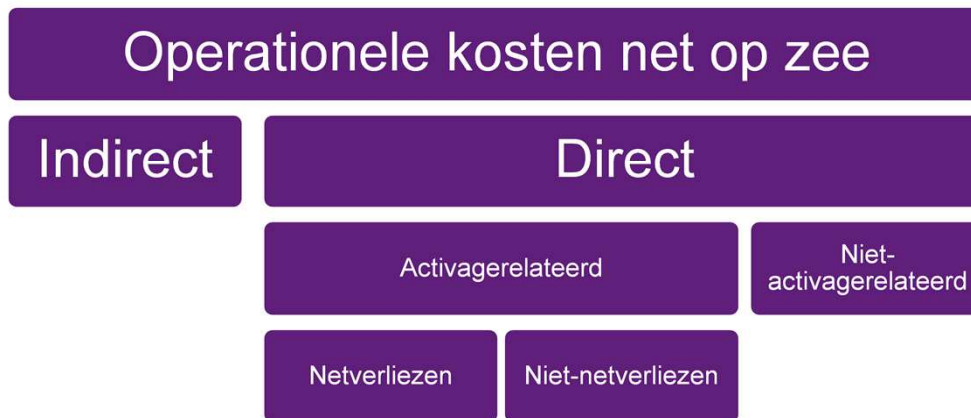 Operationele kosten net op zee
Indirect
Direct
Activagerelateerd
Niet-
activagerelateerd
Netverliezen
Niet-netverliezen